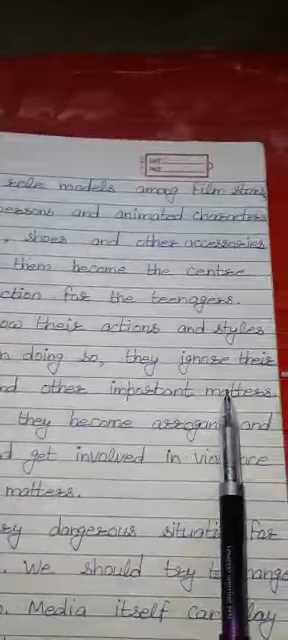 role models among Film stars,
persons and animated characters
, shoes and other accessories
them become the centre
ction for the teenagers.
ow their actions and styles
n doing so, they ignore their
nd other important matters
they become arrogan and
d get involved in violence
matters.
ry dangerous situati for
. We should try to change
. Media itself can play